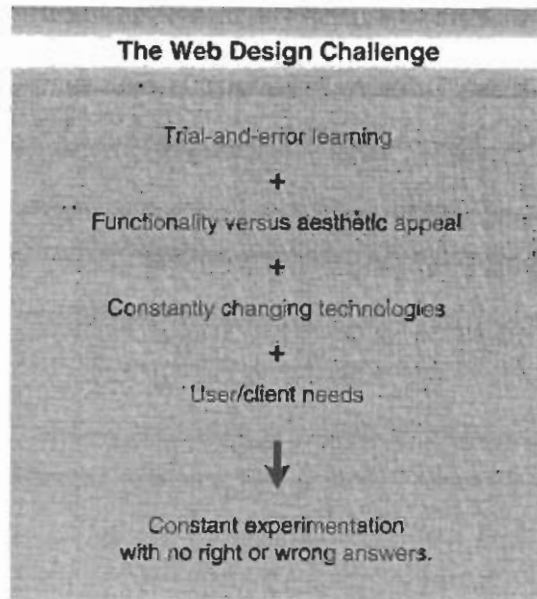 The Web Design Challenge
Trial-and-error learning
+
Functionality versus aesthetic appeal
+
Constantly changing technologies
+
User/client needs
Constant experimentation
with no right or wrong answers.